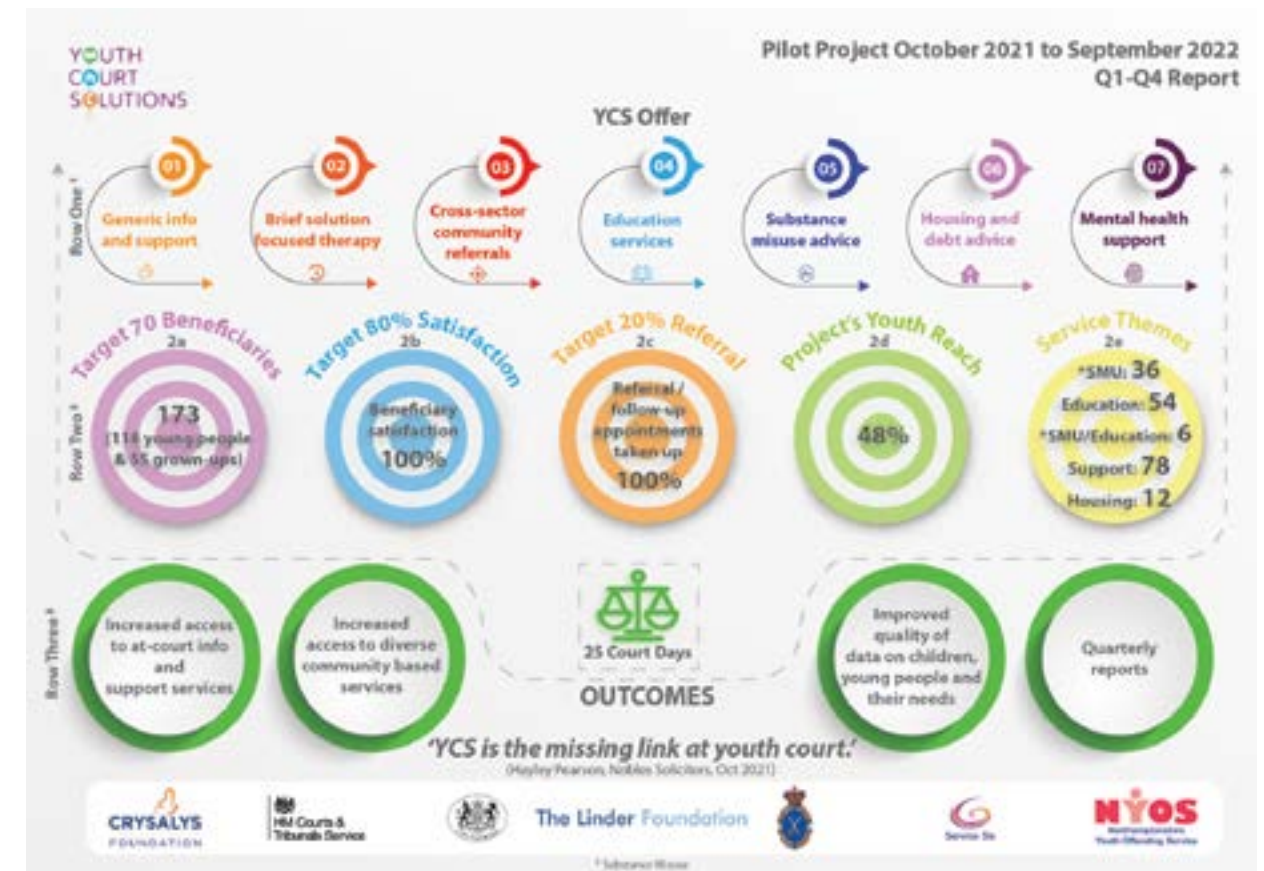 YOUTH
COURT
SOLUTIONS
Pilot Project October 2021 to September 2022
Q1-Q4 Report
YCS Offer
Row One
01
Generic info
and support
02
Brief solution
focused therapy
03
Cross-sector
community
referrals
04
Education
services
05
Substance
misuse advice
06
Housing and
debt advice
07
Mental health
support
Row Two
Target 70 Beneficiaries
2a
173
(118 young people
& 55 grown-ups)
Target 80% Satisfaction
2b
Beneficiary
satisfaction
100%
Target 20% Referral
2c
Referral /
follow-up
appointments
taken up
100%
Project's Youth Reach
2d
48%
Service Themes
2e
*SMU: 36
Education: 54
*SMU/Education: 6
Support: 78
Housing: 12
Row Three
Increased access
to at-court info
and
support services
Increased
access to diverse
community based
services
25 Court Days
OUTCOMES
Improved
quality of
data on children,
young people and
their needs
Quarterly
reports
'YCS is the missing link at youth court.'
(Hayley Pearson, Nobles Solicitors, Oct 2021)
CRYSALYS
FOUNDATION
HM Courts &
Tribunals Service
The Linder Foundation
Service Six
NYOS
Northamptonshire
Youth Offending Service